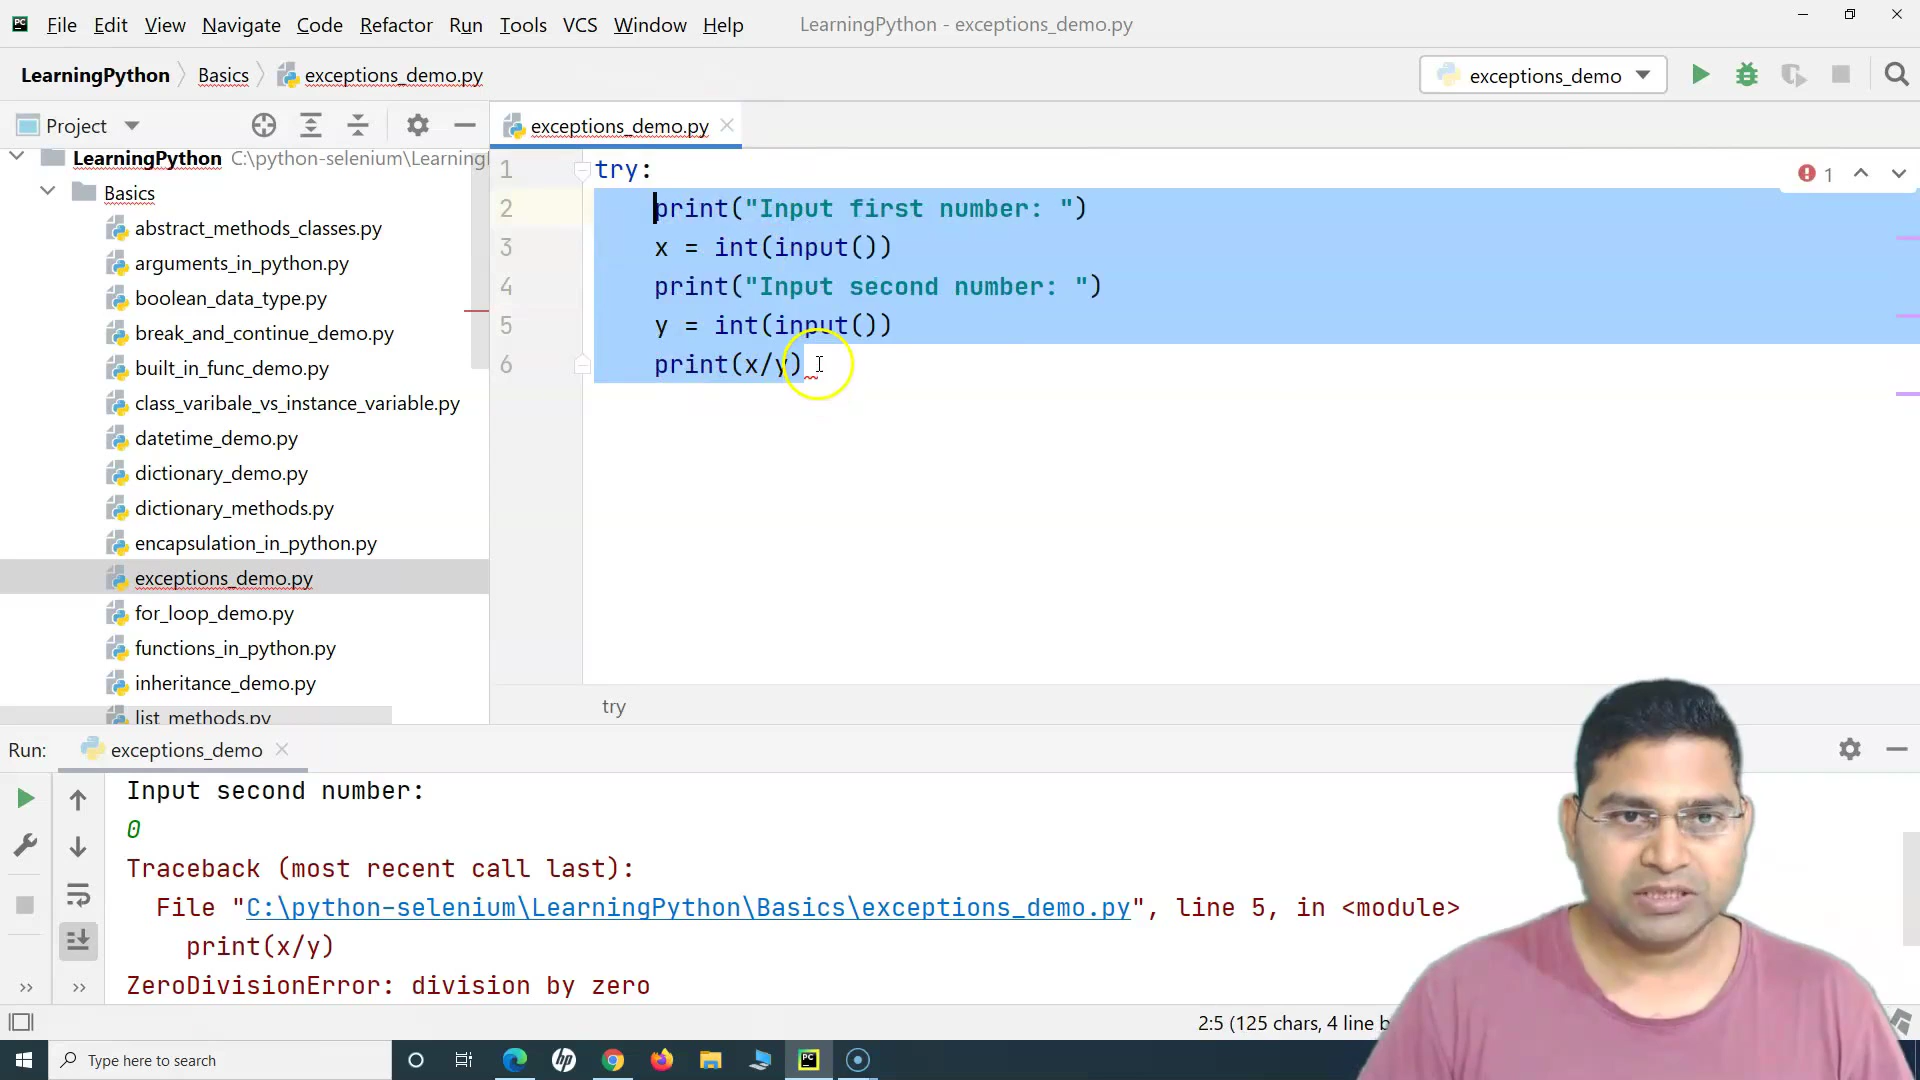 File Edit View Navigate Code Refactor Run Tools VCS Window Help LearningPython - exceptions_demo.py
LearningPython Basics exceptions_demo.py exceptions_demo
Project
exceptions_demo.py
LearningPython C:\python-selenium\Learning
Basics
abstract_methods_classes.py
arguments_in_python.py
boolean_data_type.py
break_and_continue_demo.py
built_in_func_demo.py
class_varibale_vs_instance_variable.py
datetime_demo.py
dictionary_demo.py
dictionary_methods.py
encapsulation_in_python.py
exceptions_demo.py
for_loop_demo.py
functions_in_python.py
inheritance_demo.py
list_methods.py
1 try:
2 print("Input first number: ")
3 x = int(input())
4 print("Input second number: ")
5 y = int(input())
6 print(x/y)
1
try
Run: exceptions_demo
Input second number:
0
Traceback (most recent call last):
File "C:\python-selenium\LearningPython\Basics\exceptions_demo.py", line 5, in <module>
print(x/y)
ZeroDivisionError: division by zero
2:5 (125 chars, 4 line b
Type here to search
hp
PC